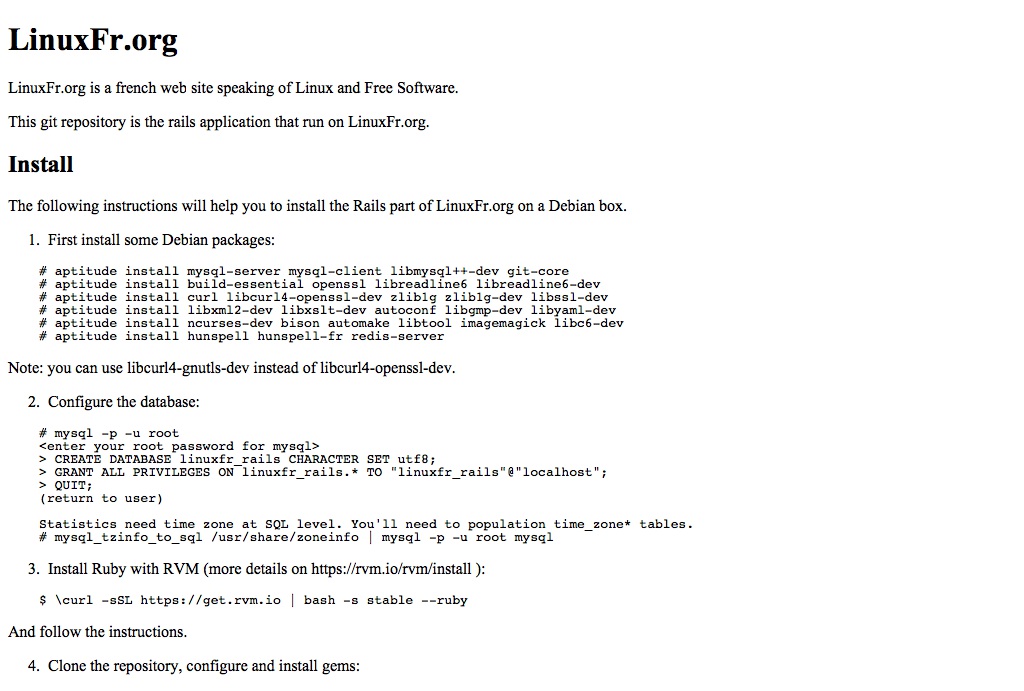 LinuxFr.org
LinuxFr.org is a french web site speaking of Linux and Free Software.
This git repository is the rails application that run on LinuxFr.org.
Install
The following instructions will help you to install the Rails part of LinuxFr.org on a Debian box.
1. First install some Debian packages:
# aptitude install mysql-server mysql-client libmysql++-dev git-core
# aptitude install build-essential openssl libreadline6 libreadline6-dev
# aptitude install curl libcurl4-openssl-dev zlib1g zlib1g-dev libssl-dev
# aptitude install libxml2-dev libxslt-dev autoconf libgmp-dev libyaml-dev
# aptitude install ncurses-dev bison automake libtool imagemagick libc6-dev
# aptitude install hunspell hunspell-fr redis-server
Note: you can use libcurl4-gnutls-dev instead of libcurl4-openssl-dev.
2. Configure the database:
# mysql -p -u root
<enter your root password for mysql>
> CREATE DATABASE linuxfr_rails CHARACTER SET utf8;
> GRANT ALL PRIVILEGES ON linuxfr_rails.* TO "linuxfr_rails"@"localhost";
> QUIT;
(return to user)
Statistics need time zone at SQL level. You'll need to population time_zone* tables.
# mysql_tzinfo_to_sql /usr/share/zoneinfo | mysql -p -u root mysql
3. Install Ruby with RVM (more details on https://rvm.io/rvm/install ):
$ \curl -sSL https://get.rvm.io | bash -s stable --ruby
And follow the instructions.
4. Clone the repository, configure and install gems: